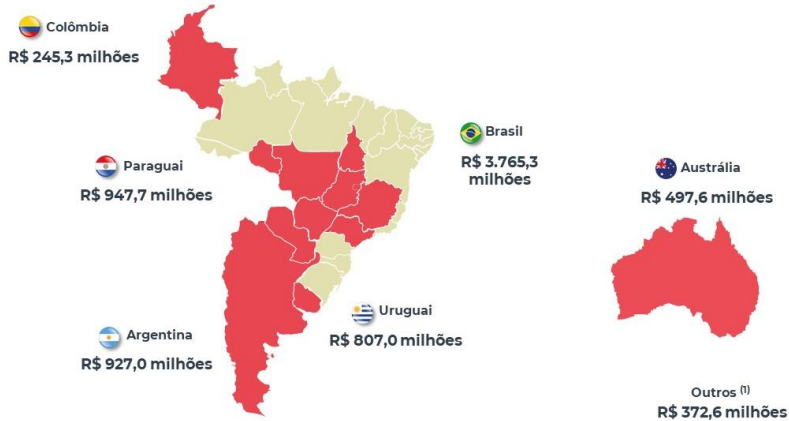 Colômbia
R$ 245,3 milhões
Brasil
R$ 3.765,3
milhões
Paraguai
R$ 947,7 milhões
Austrália
R$ 497,6 milhões
Uruguai
R$ 807,0 milhões
Argentina
R$ 927,0 milhões
Outros (1)
R$ 372,6 milhões